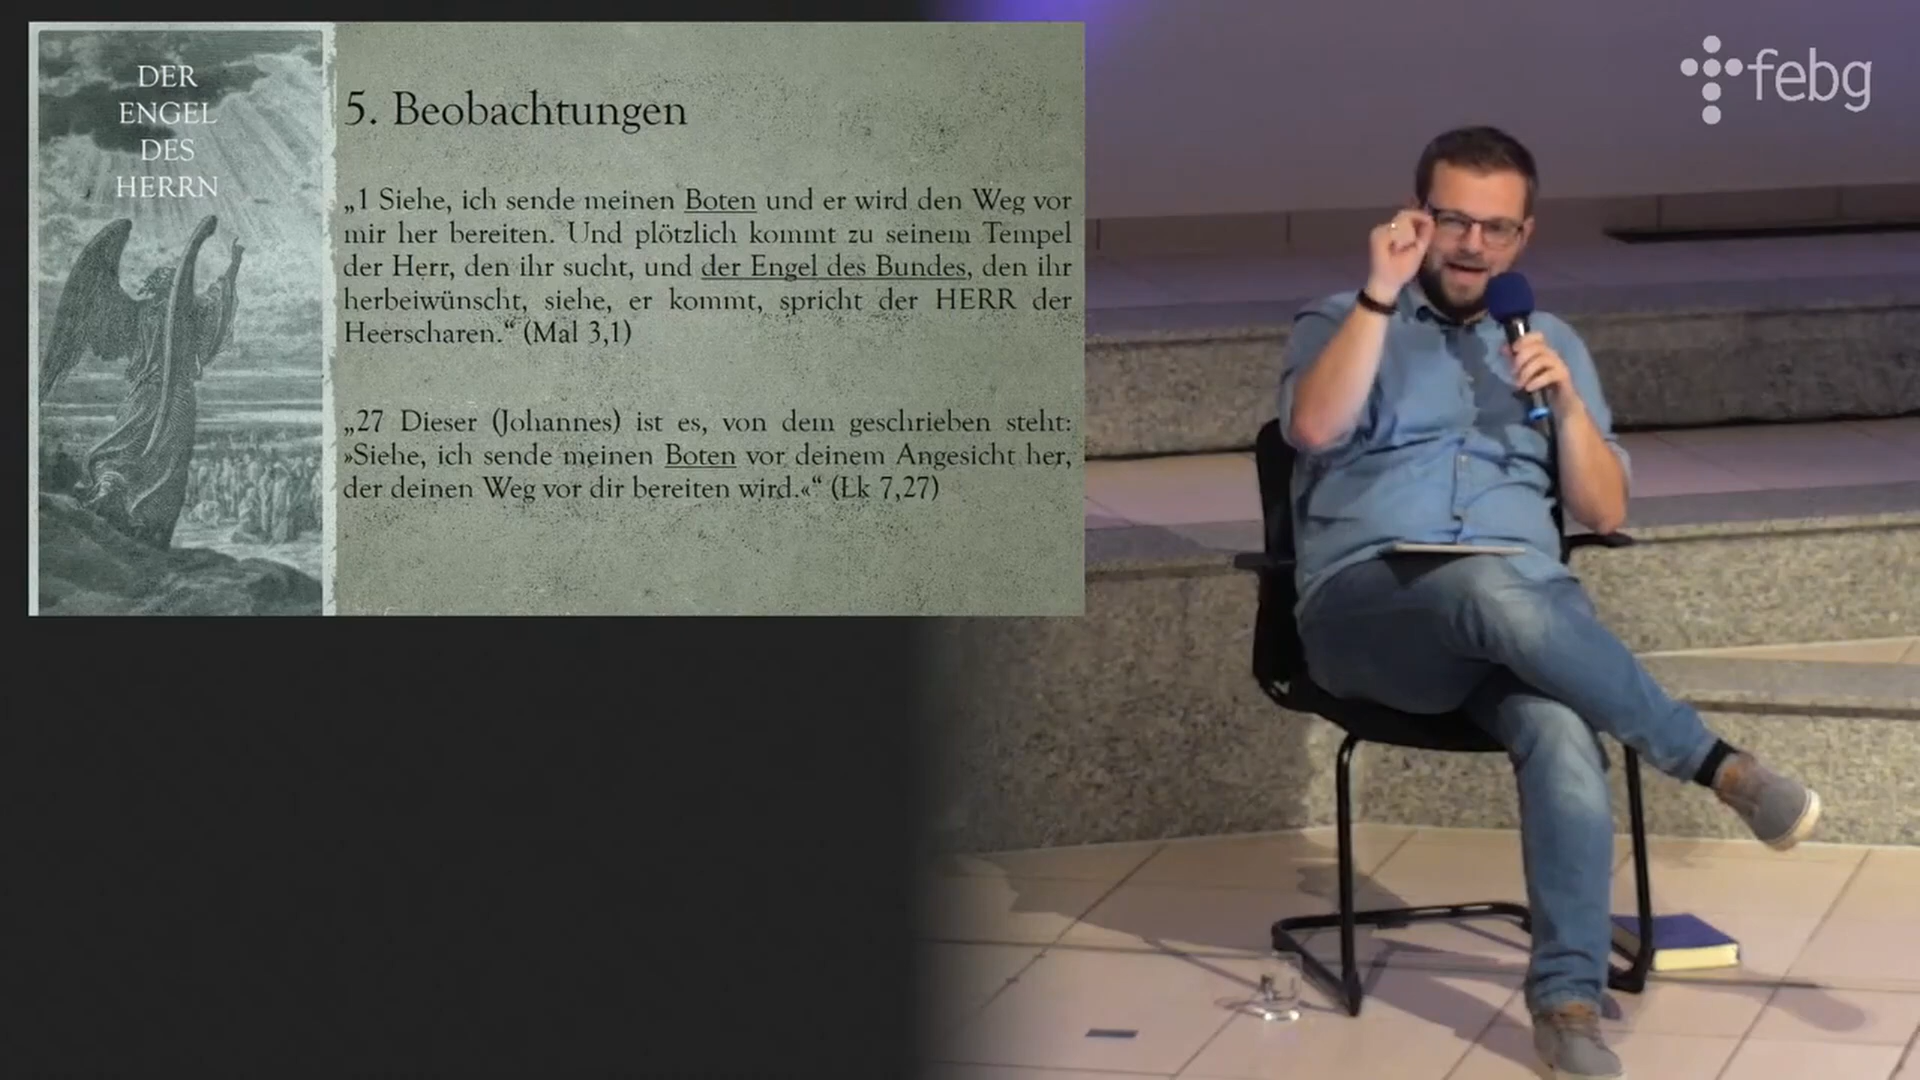 DER
ENGEL
DES
HERRN
5. Beobachtungen
„1 Siehe, ich sende meinen Boten und er wird den Weg vor
mir her bereiten. Und plötzlich kommt zu seinem Tempel
der Herr, den ihr sucht, und der Engel des Bundes, den ihr
herbeiwünscht, siehe, er kommt, spricht der HERR der
Heerscharen.“ (Mal 3,1)
„27 Dieser (Johannes) ist es, von dem geschrieben steht:
»Siehe, ich sende meinen Boten vor deinem Angesicht her,
der deinen Weg vor dir bereiten wird.«“ (Lk 7,27)
febg